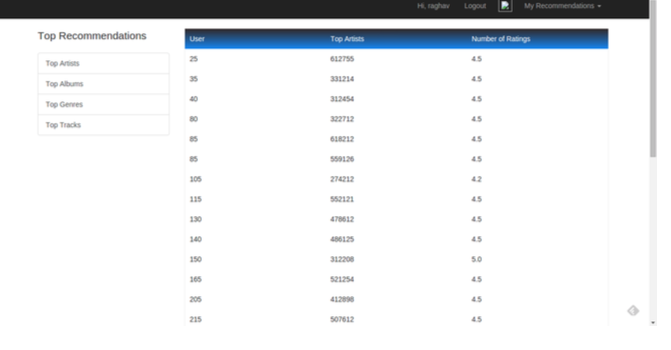 Hi, raghav Logout My Recommendations
Top Recommendations
Top Artists
Top Albums
Top Genres
Top Tracks
User Top Artists Number of Ratings
25 612755 4.5
35 331214 4.5
40 312454 4.5
80 322712 4.5
85 618212 4.5
85 559126 4.5
105 274212 4.2
115 552121 4.5
130 478612 4.5
140 486125 4.5
150 312208 5.0
165 521254 4.5
205 412898 4.5
215 507612 4.5